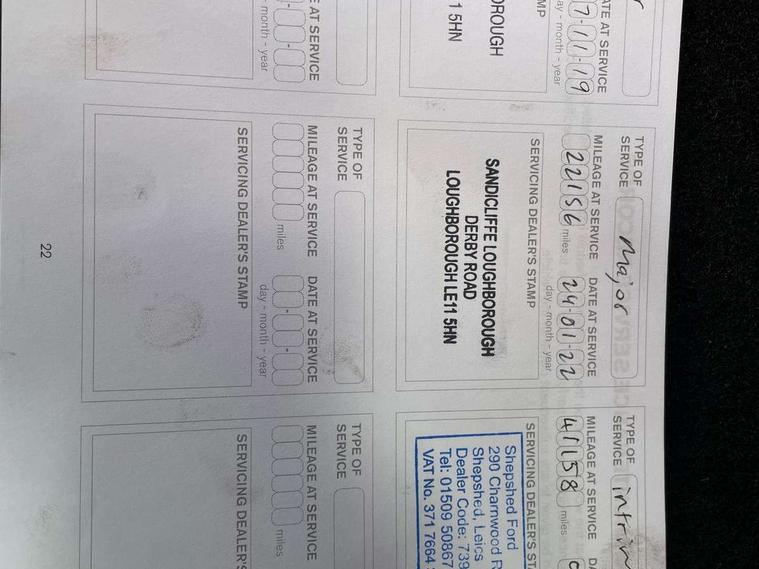 ATE AT SERVICE
7-11-19
day - month - year
OROUGH
1 5HN
TYPE OF
SERVICE
Major
MILEAGE AT SERVICE
22156 miles
DATE AT SERVICE
24-01-22
day - month - year
SERVICING DEALER'S STAMP
SANDICLIFFE LOUGHBOROUGH
DERBY ROAD
LOUGHBOROUGH LE11 5HN
TYPE OF
SERVICE
intrim
MILEAGE AT SERVICE
41158 miles
SERVICING DEALER'S ST
Shepshed Ford
290 Charnwood R
Shepshed, Leics
Dealer Code: 739
Tel: 01509 50867
VAT No. 371 7664
E AT SERVICE
month - year
TYPE OF
SERVICE
MILEAGE AT SERVICE
miles
DATE AT SERVICE
day - month - year
SERVICING DEALER'S STAMP
TYPE OF
SERVICE
MILEAGE AT SERVICE
miles
SERVICING DEALER'S
22